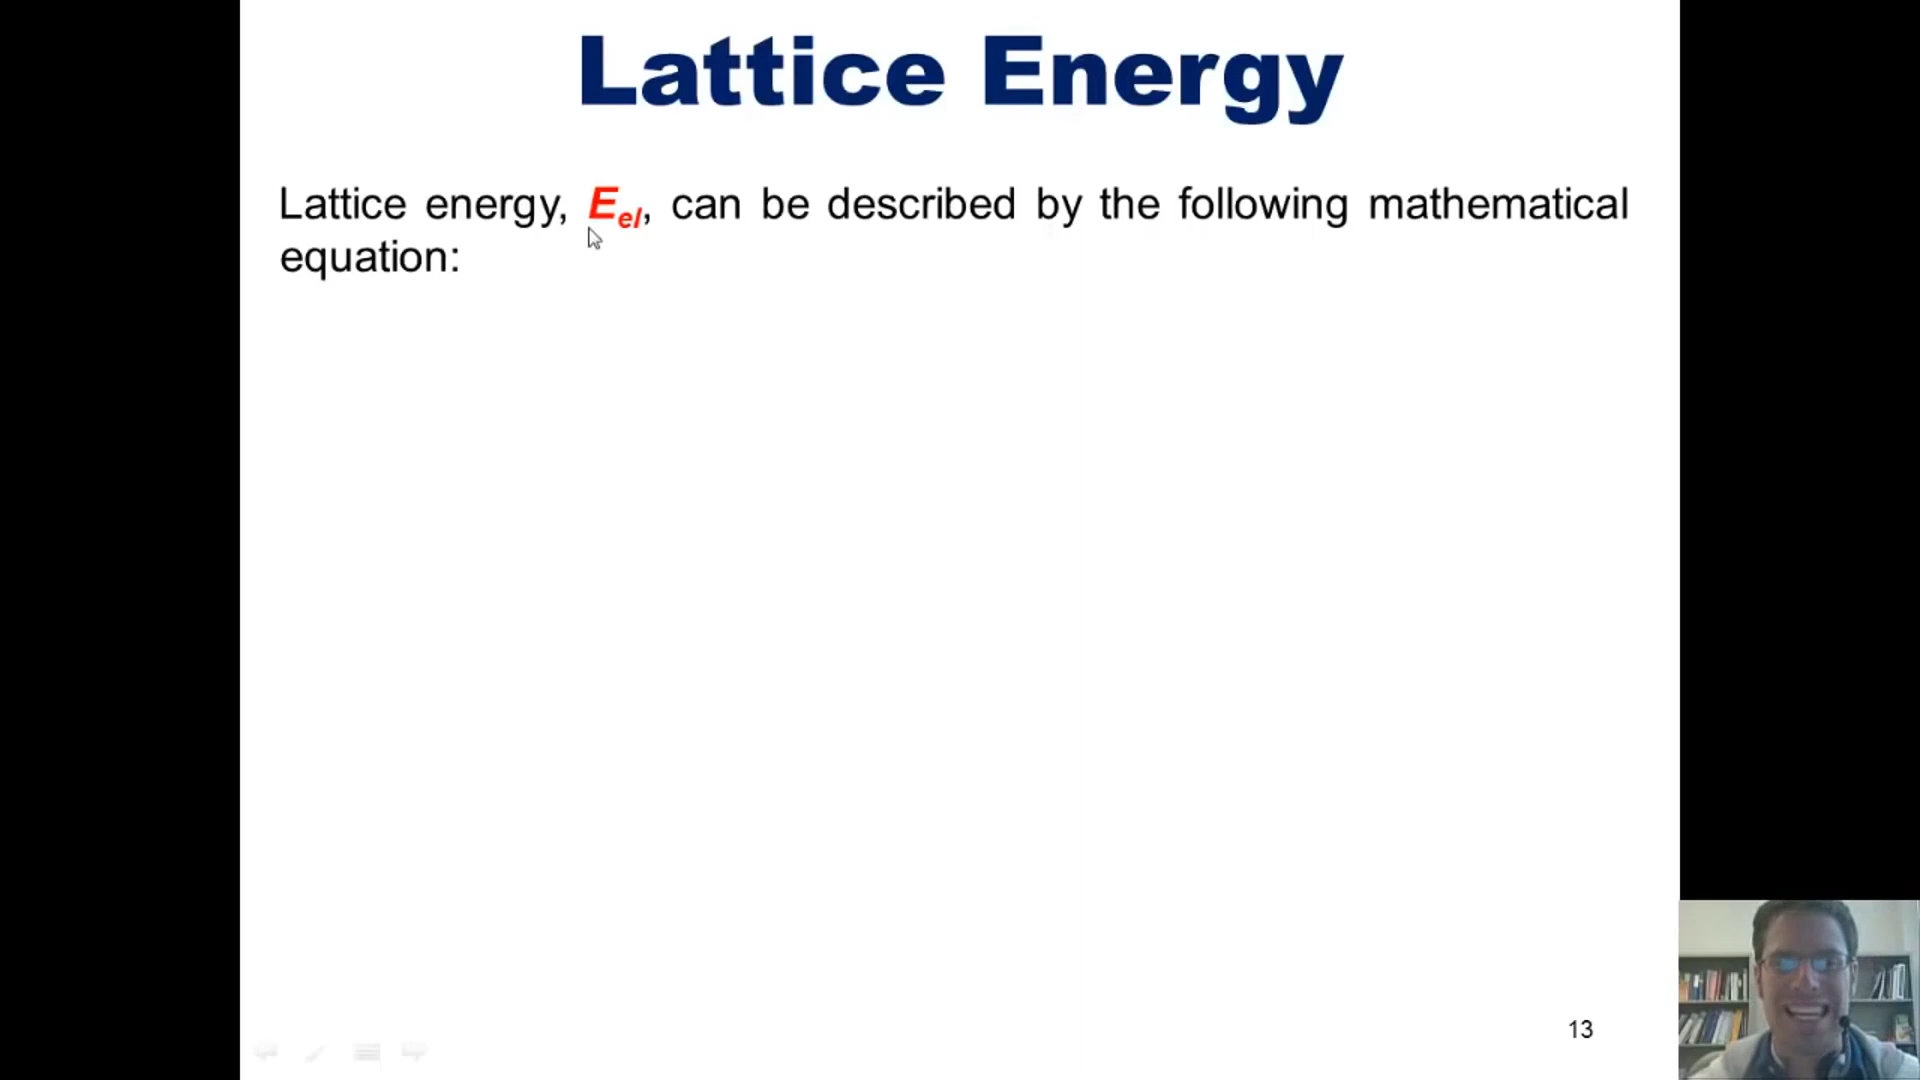 Lattice Energy
Lattice energy, Eel, can be described by the following mathematical
equation:
13